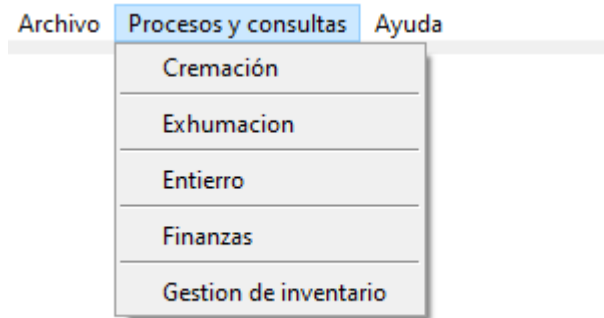 Archivo Procesos y consultas Ayuda
Cremación
Exhumacion
Entierro
Finanzas
Gestion de inventario